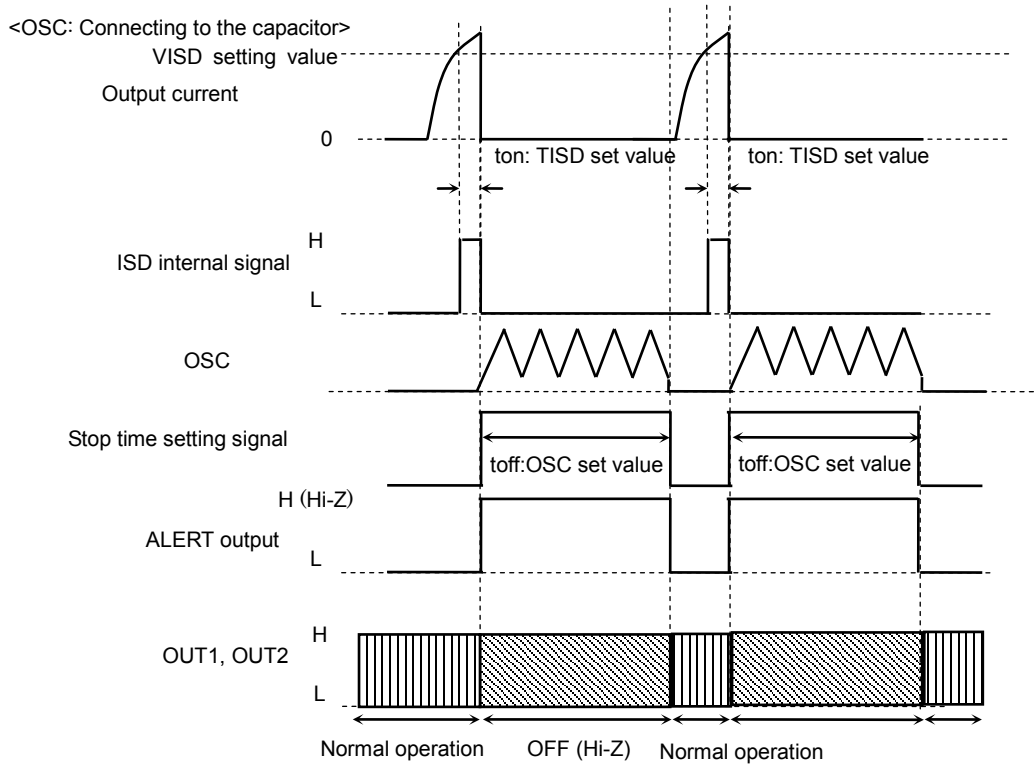 <OSC: Connecting to the capacitor>
VISD setting value
Output current
0
ton: TISD set value
ton: TISD set value
H
ISD internal signal
L
OSC
Stop time setting signal
toff:OSC set value
toff:OSC set value
H (Hi-Z)
ALERT output
L
H
OUT1, OUT2
L
Normal operation
OFF (Hi-Z)
Normal operation